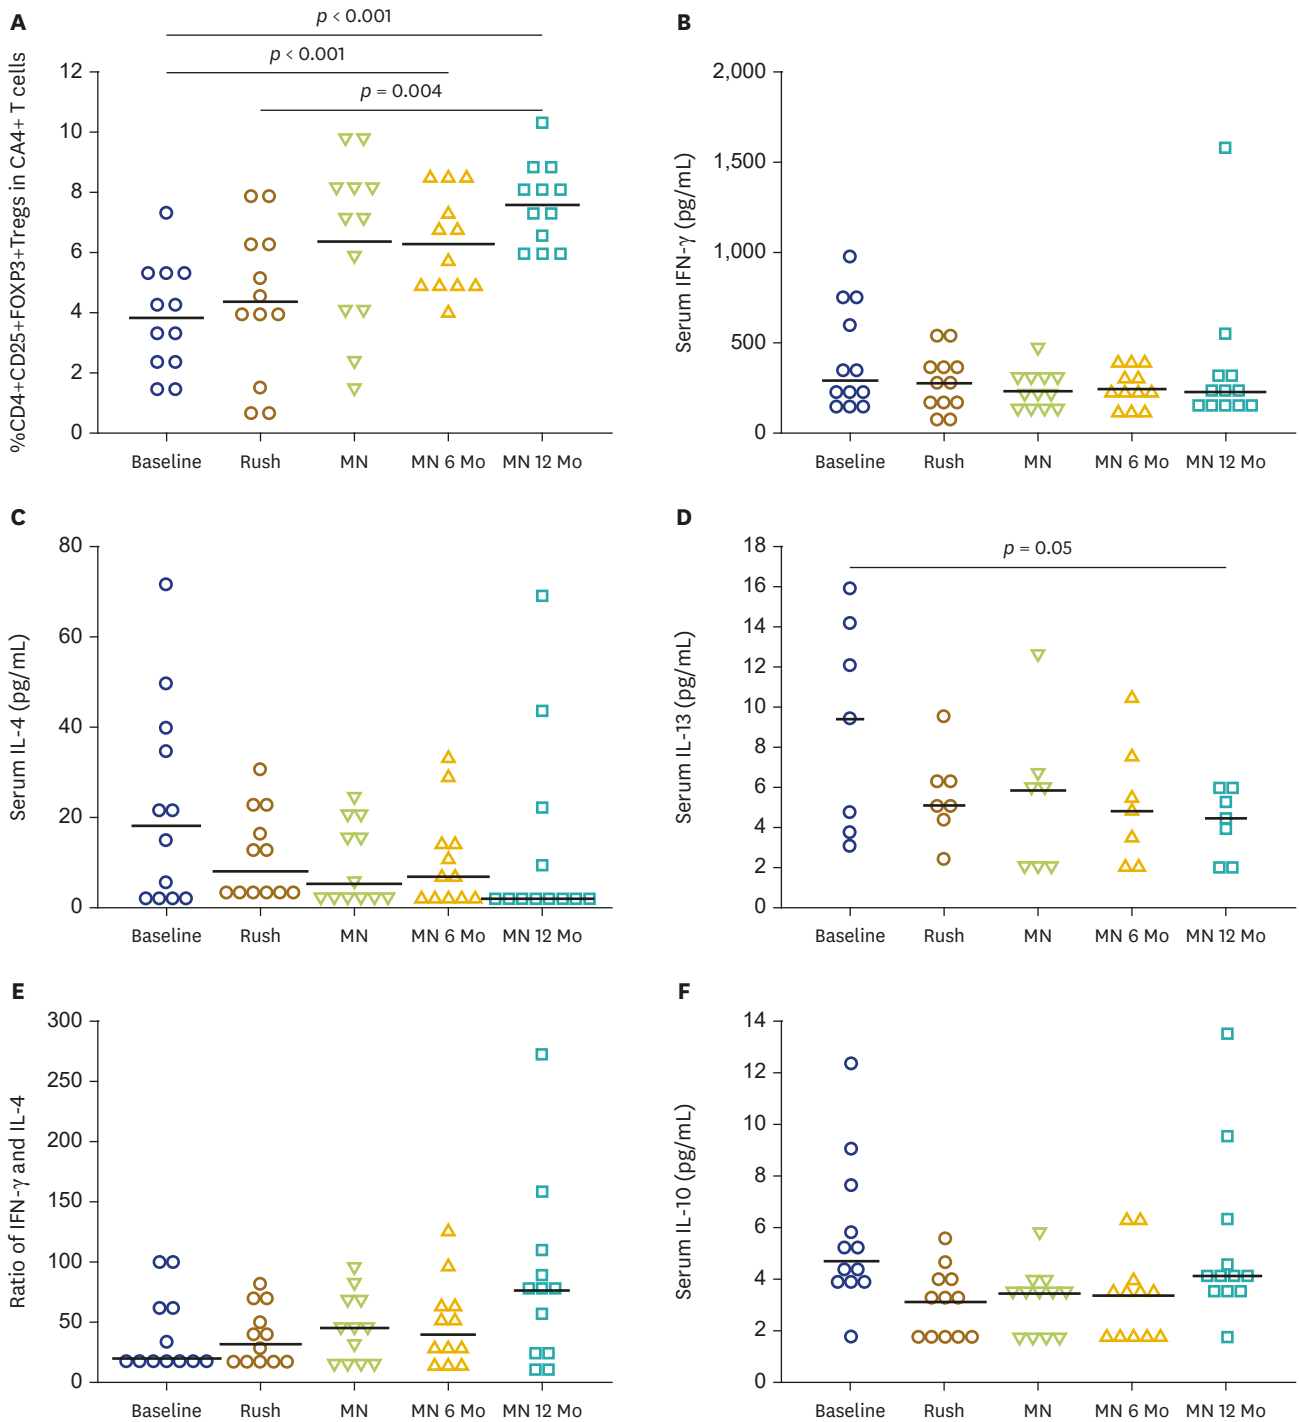 A
p < 0.001
p < 0.001
p = 0.004
%CD4+CD25+FOXP3+Tregs in CA4+ T cells
12
10
8
6
4
2
0
Baseline Rush MN MN 6 Mo MN 12 Mo
B
Serum IFN-γ (pg/mL)
2,000
1,500
1,000
500
0
Baseline Rush MN MN 6 Mo MN 12 Mo
C
Serum IL-4 (pg/mL)
80
60
40
20
0
Baseline Rush MN MN 6 Mo MN 12 Mo
D
p = 0.05
Serum IL-13 (pg/mL)
18
16
14
12
10
8
6
4
2
0
Baseline Rush MN MN 6 Mo MN 12 Mo
E
Ratio of IFN-γ and IL-4
300
250
200
150
100
50
0
Baseline Rush MN MN 6 Mo MN 12 Mo
F
Serum IL-10 (pg/mL)
14
12
10
8
6
4
2
0
Baseline Rush MN MN 6 Mo MN 12 Mo